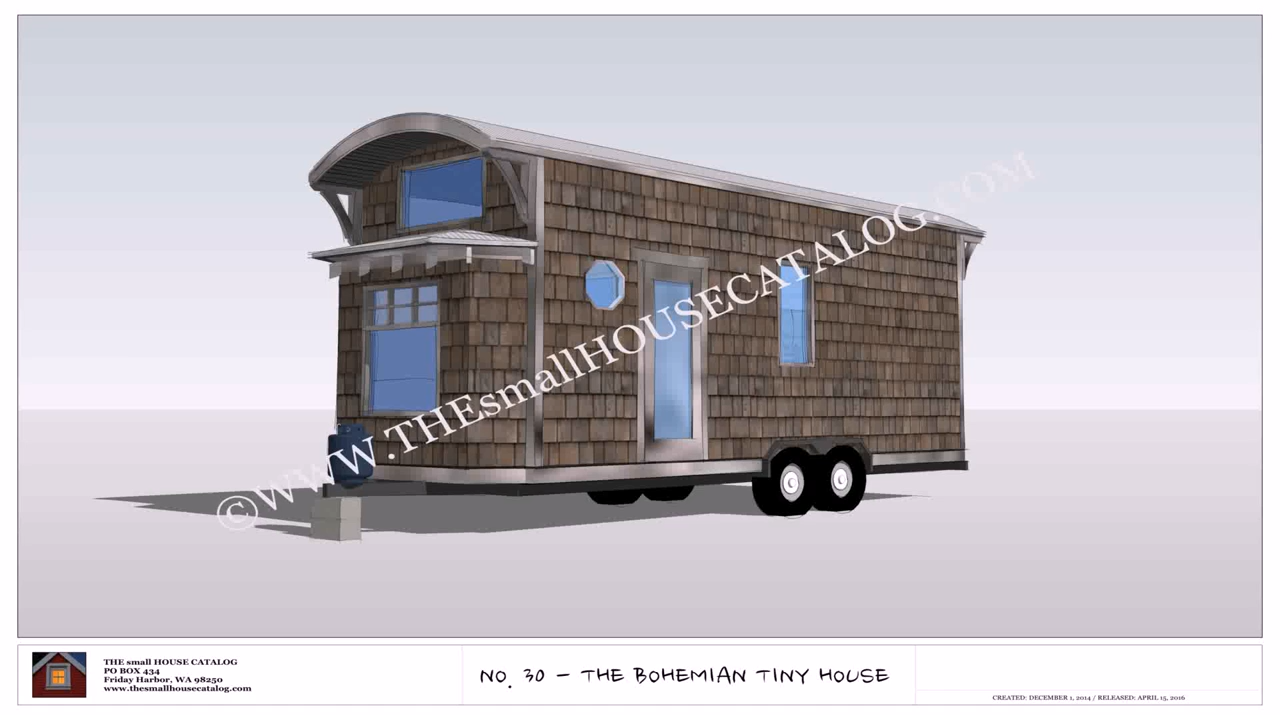 ©WWW.THEsmallHOUSECATALOG.COM
THE small HOUSE CATALOG
PO BOX 434
Friday Harbor, WA 98250
www.thesmallhousecatalog.com
NO. 30 - THE BOHEMIAN TINY HOUSE
CREATED: DECEMBER 1, 2014 / RELEASED: APRIL 15, 2016